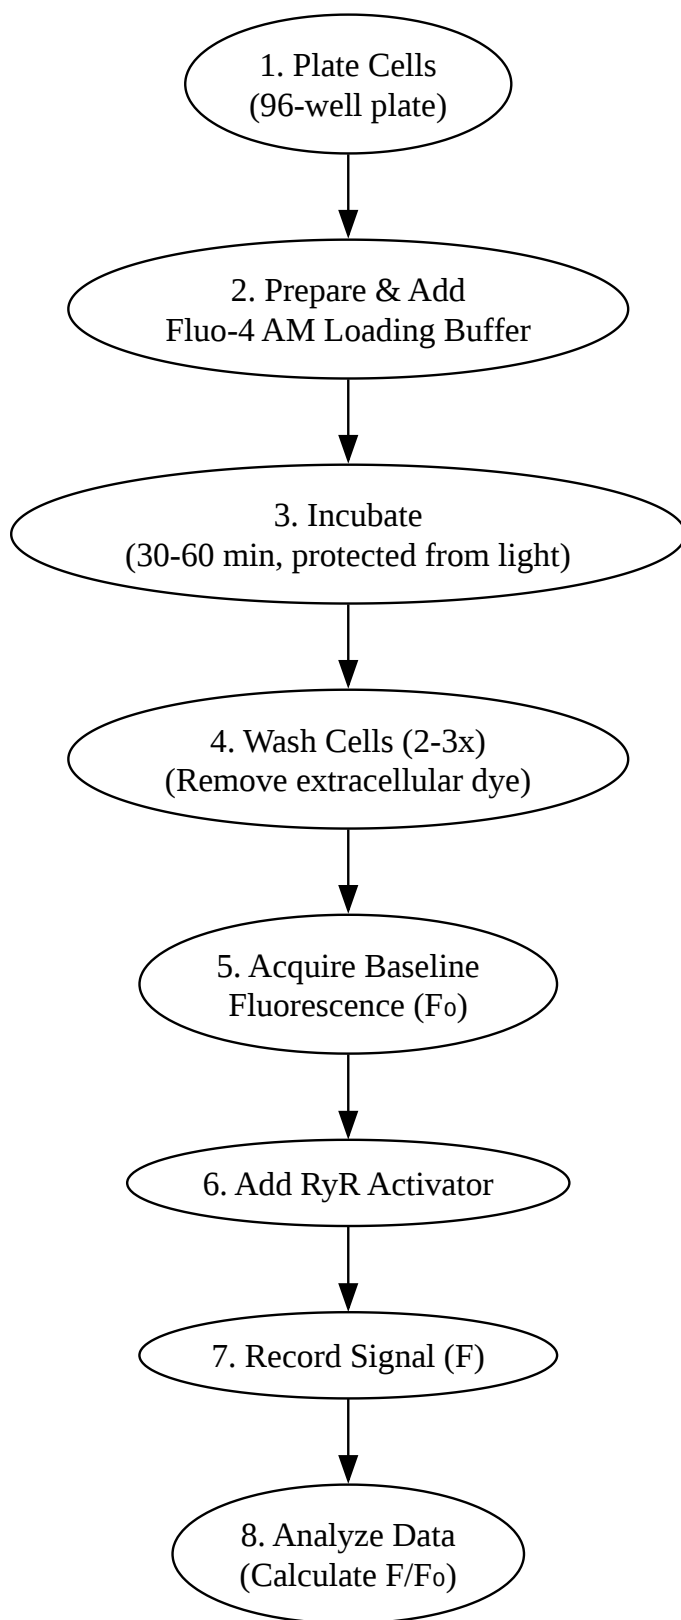 1. Plate Cells
(96-well plate)
2. Prepare & Add
Fluo-4 AM Loading Buffer
3. Incubate
(30-60 min, protected from light)
4. Wash Cells (2-3x)
(Remove extracellular dye)
5. Acquire Baseline
Fluorescence (F₀)
6. Add RyR Activator
7. Record Signal (F)
8. Analyze Data
(Calculate F/F₀)